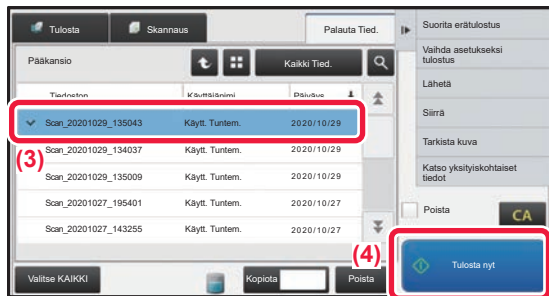 Tulosta
Skannaus
Palauta Tied.
Pääkansio
Kaikki Tied.
Tiedoston
Käyttäjänimi
Päiväys
Scan_20201029_135043 Käytt. Tuntem. 2020/10/29
(3)
Scan_20201029_134037 Käytt. Tuntem. 2020/10/29
Scan_20201029_135009 Käytt. Tuntem. 2020/10/29
Scan_20201027_195401 Käytt. Tuntem. 2020/10/27
Scan_20201027_143255 Käytt. Tuntem. 2020/10/27
Valitse KAIKKI
Kopiota
Poista
Suorita erätulostus
Vaihda asetukseksi
tulostus
Lähetä
Siirrä
Tarkista kuva
Katso yksityiskohtaiset
tiedot
Poista
CA
(4)
Tulosta nyt